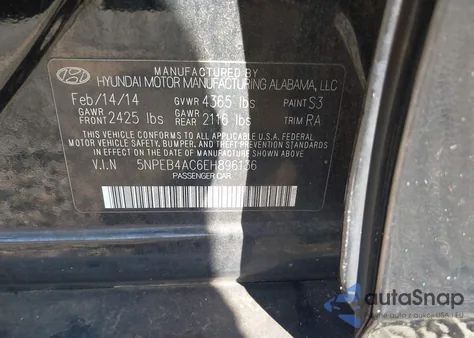 MANUFACTURED BY
HYUNDAI MOTOR MANUFACTURING ALABAMA, LLC
Feb/14/14 GVWR 4365 lbs PAINT S3
GAWR FRONT 2425 lbs GAWR REAR 2116 lbs TRIM RA
THIS VEHICLE CONFORMS TO ALL APPLICABLE U.S.A. FEDERAL
MOTOR VEHICLE SAFETY, BUMPER, AND THEFT PREVENTION STANDARDS
IN EFFECT ON THE DATE OF MANUFACTURE SHOWN ABOVE.
V.I.N 5NPEB4AC6EH896136
PASSENGER CAR
autoSnap